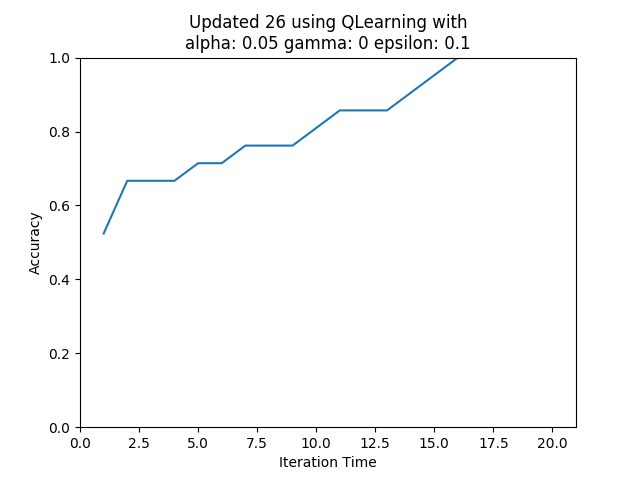 Updated 26 using QLearning with
alpha: 0.05 gamma: 0 epsilon: 0.1
1.0
0.8
0.6
0.4
0.2
0.0
Accuracy
0.0 2.5 5.0 7.5 10.0 12.5 15.0 17.5 20.0
Iteration Time